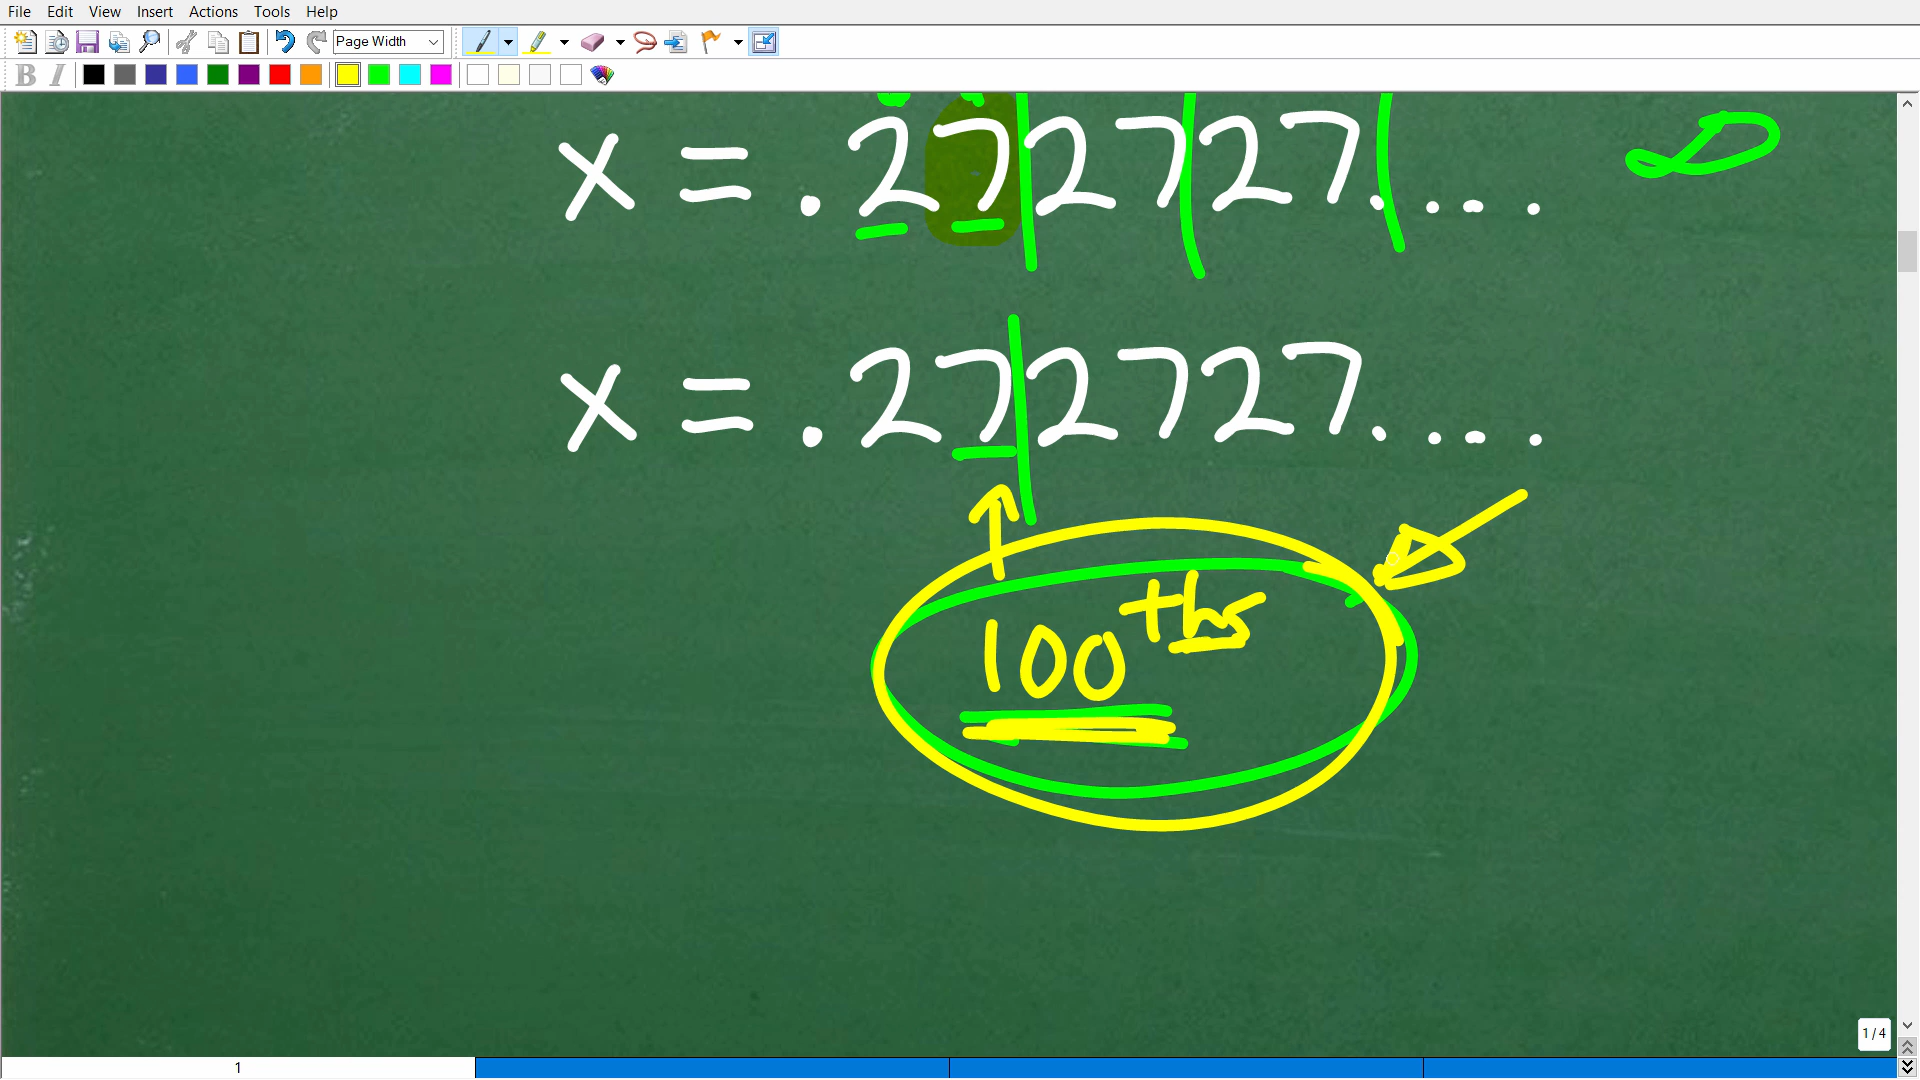 File Edit View Insert Actions Tools Help
Page Width
B I
x = .272727....
x = .272727....
100ths
1 / 4
1